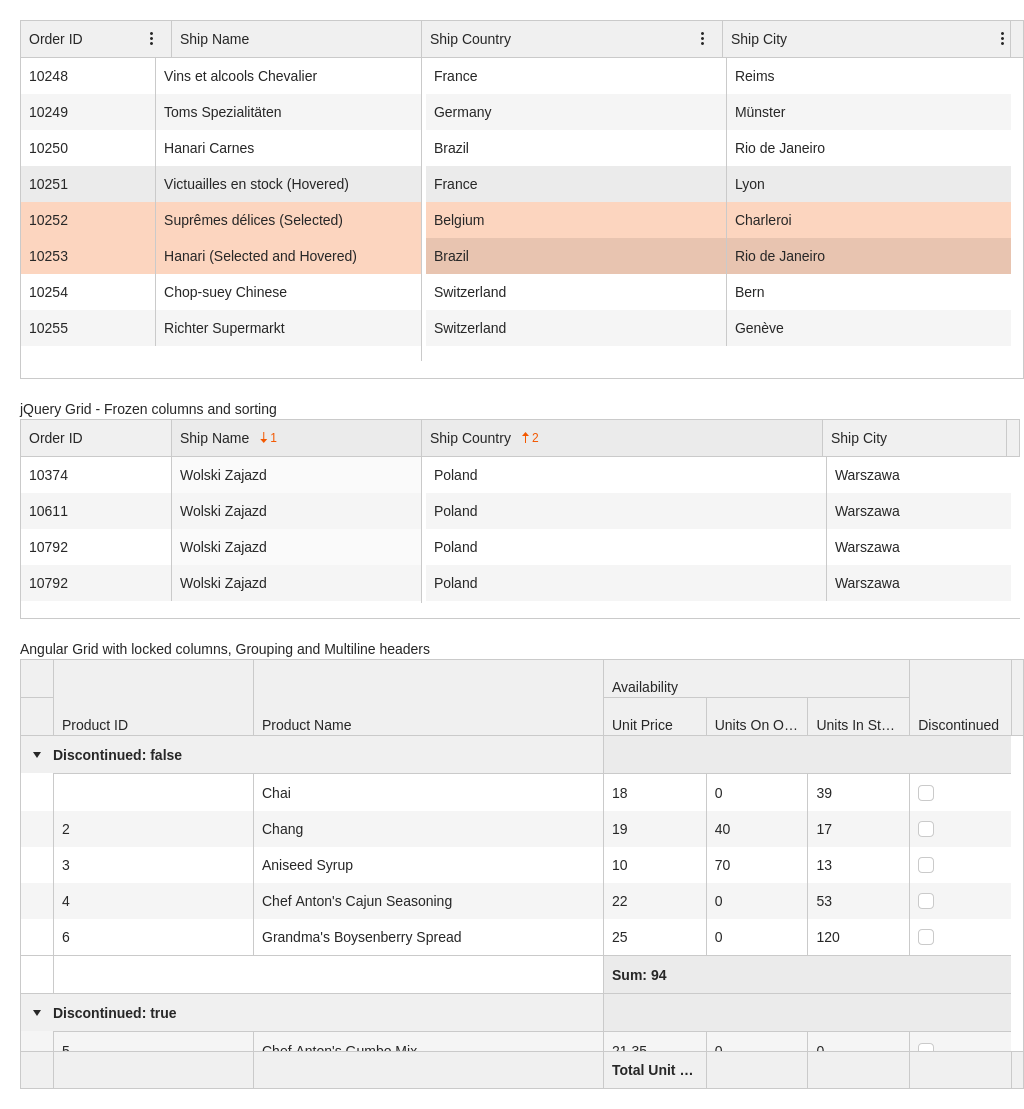 Order ID Ship Name Ship Country Ship City
10248 Vins et alcools Chevalier France Reims
10249 Toms Spezialitäten Germany Münster
10250 Hanari Carnes Brazil Rio de Janeiro
10251 Victuailles en stock (Hovered) France Lyon
10252 Suprêmes délices (Selected) Belgium Charleroi
10253 Hanari (Selected and Hovered) Brazil Rio de Janeiro
10254 Chop-suey Chinese Switzerland Bern
10255 Richter Supermarkt Switzerland Genève
jQuery Grid - Frozen columns and sorting
Order ID Ship Name ↓1 Ship Country ↑2 Ship City
10374 Wolski Zajazd Poland Warszawa
10611 Wolski Zajazd Poland Warszawa
10792 Wolski Zajazd Poland Warszawa
10792 Wolski Zajazd Poland Warszawa
Angular Grid with locked columns, Grouping and Multiline headers
Availability
Product ID Product Name Unit Price Units On O… Units In St… Discontinued
Discontinued: false
Chai 18 0 39
2 Chang 19 40 17
3 Aniseed Syrup 10 70 13
4 Chef Anton's Cajun Seasoning 22 0 53
6 Grandma's Boysenberry Spread 25 0 120
Sum: 94
Discontinued: true
5 Chef Anton's Gumbo Mix 21.35 0 0
Total Unit …